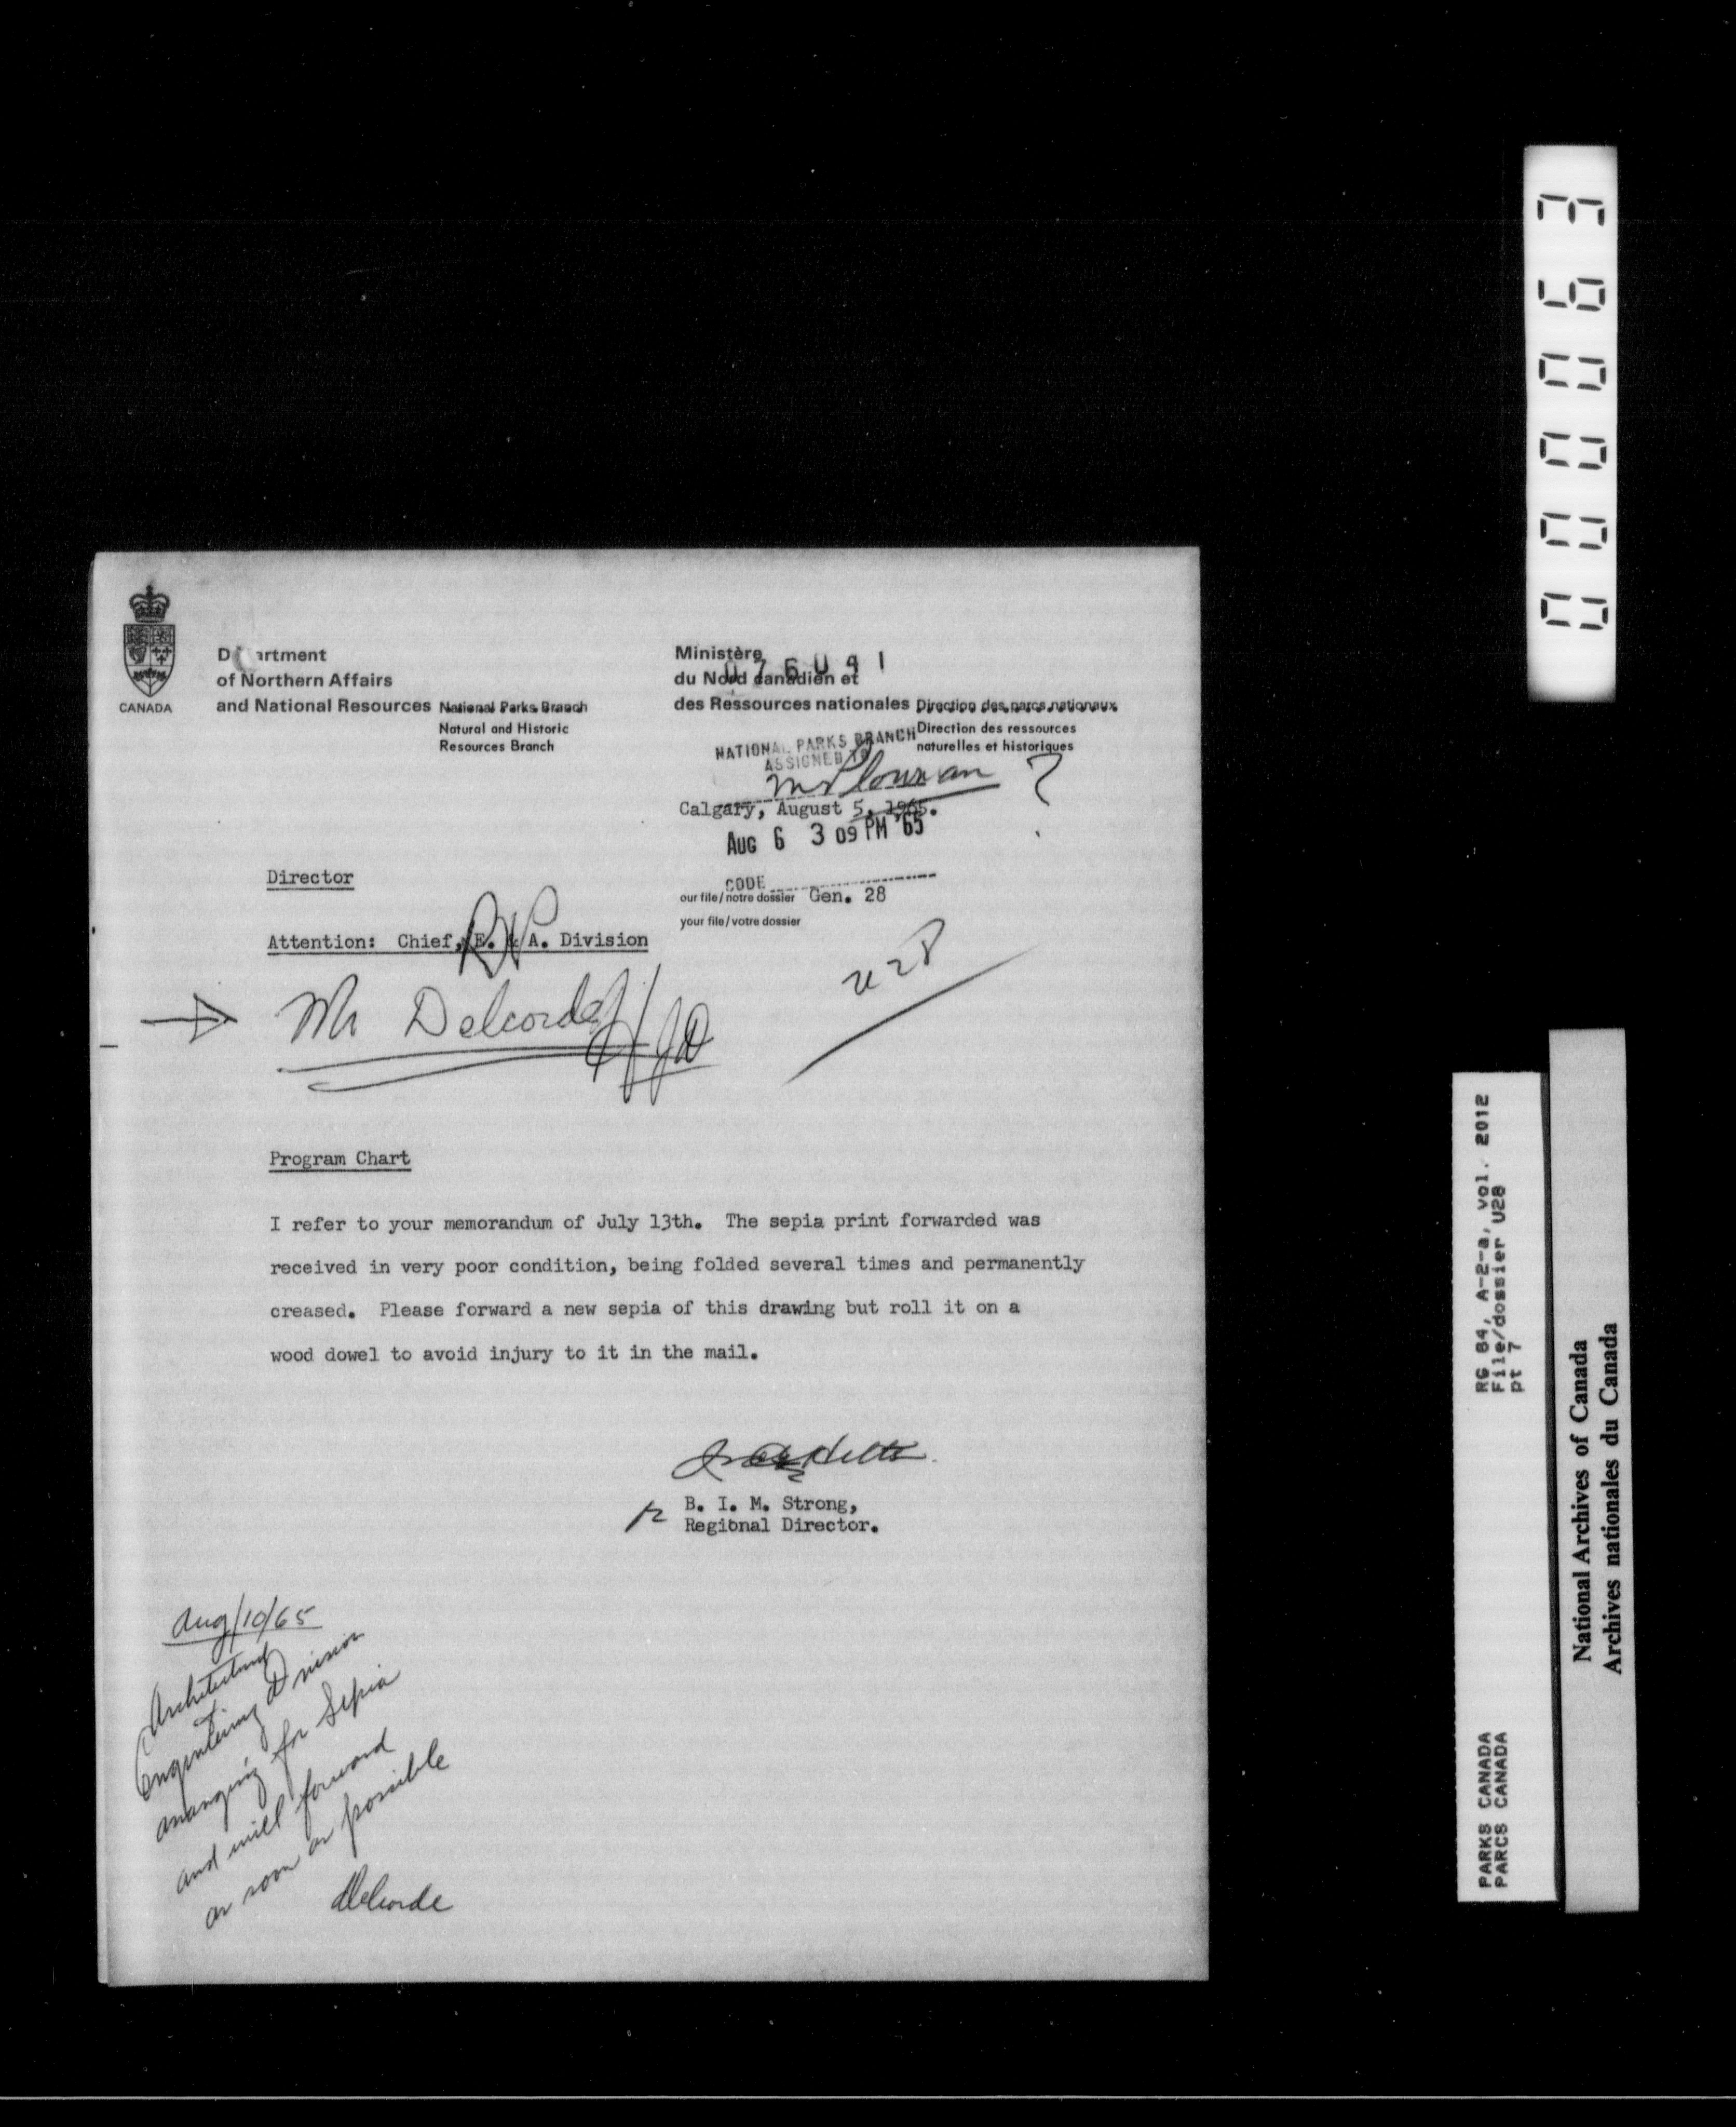 000063
Department
of Northern Affairs
and National Resources National Parks Branch
Natural and Historic
Resources Branch
CANADA
Ministère
du Nord canadien et
des Ressources nationales Direction des parcs nationaux
Direction des ressources
naturelles et historiques
NATIONAL PARKS BRANCH
ASSIGNED TO
Calgary, August 5, 1965.
AUG 6 3 09 PM '65
Director
CODE
our file/notre dossier Gen. 28
your file/votre dossier
Attention: Chief, E. & A. Division
u 28
Mr Delcorde
Program Chart
I refer to your memorandum of July 13th. The sepia print forwarded was
received in very poor condition, being folded several times and permanently
creased. Please forward a new sepia of this drawing but roll it on a
wood dowel to avoid injury to it in the mail.
B. I. M. Strong,
Regional Director.
Aug/10/65
Architectural
Engineering Division
arranging for Sepia
and will forward
as soon as possible
Delcorde
RG 84, A-2-a, vol. 2012
File/dossier U28
pt 7
PARKS CANADA
PARCS CANADA
National Archives of Canada
Archives nationales du Canada